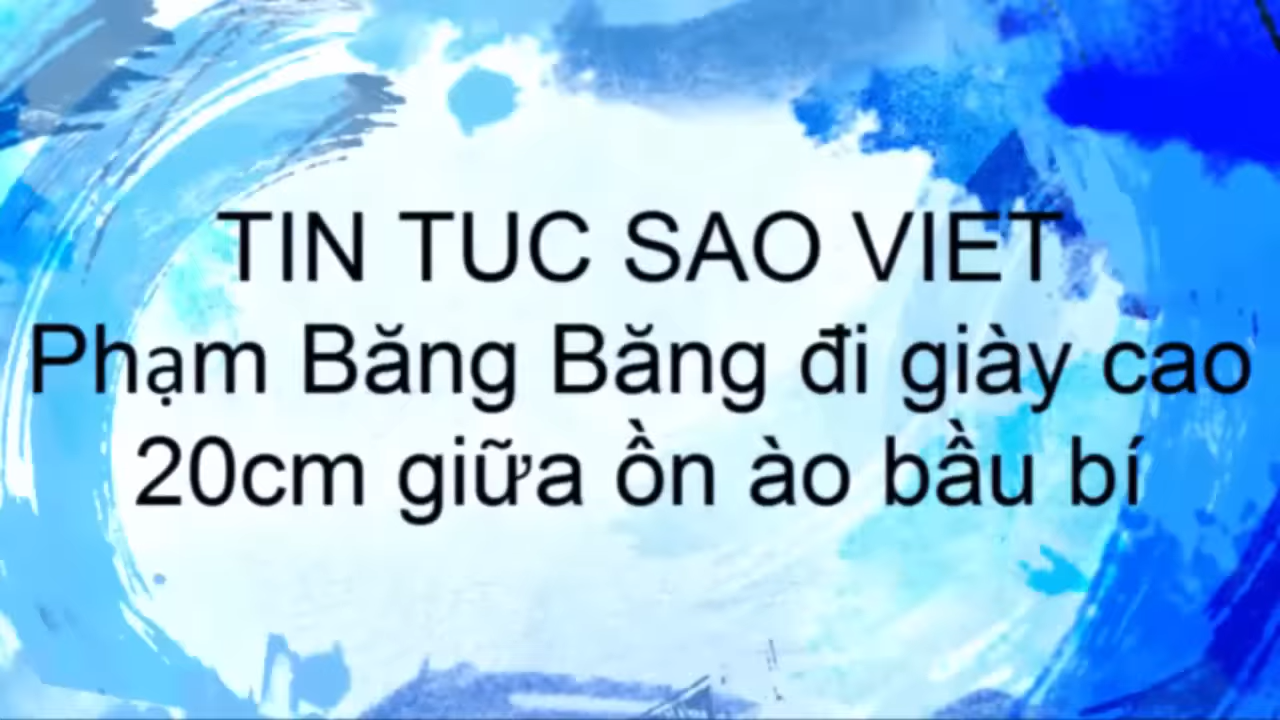 TIN TUC SAO VIET
Phạm Băng Băng đi giày cao
20cm giữa ồn ào bầu bí